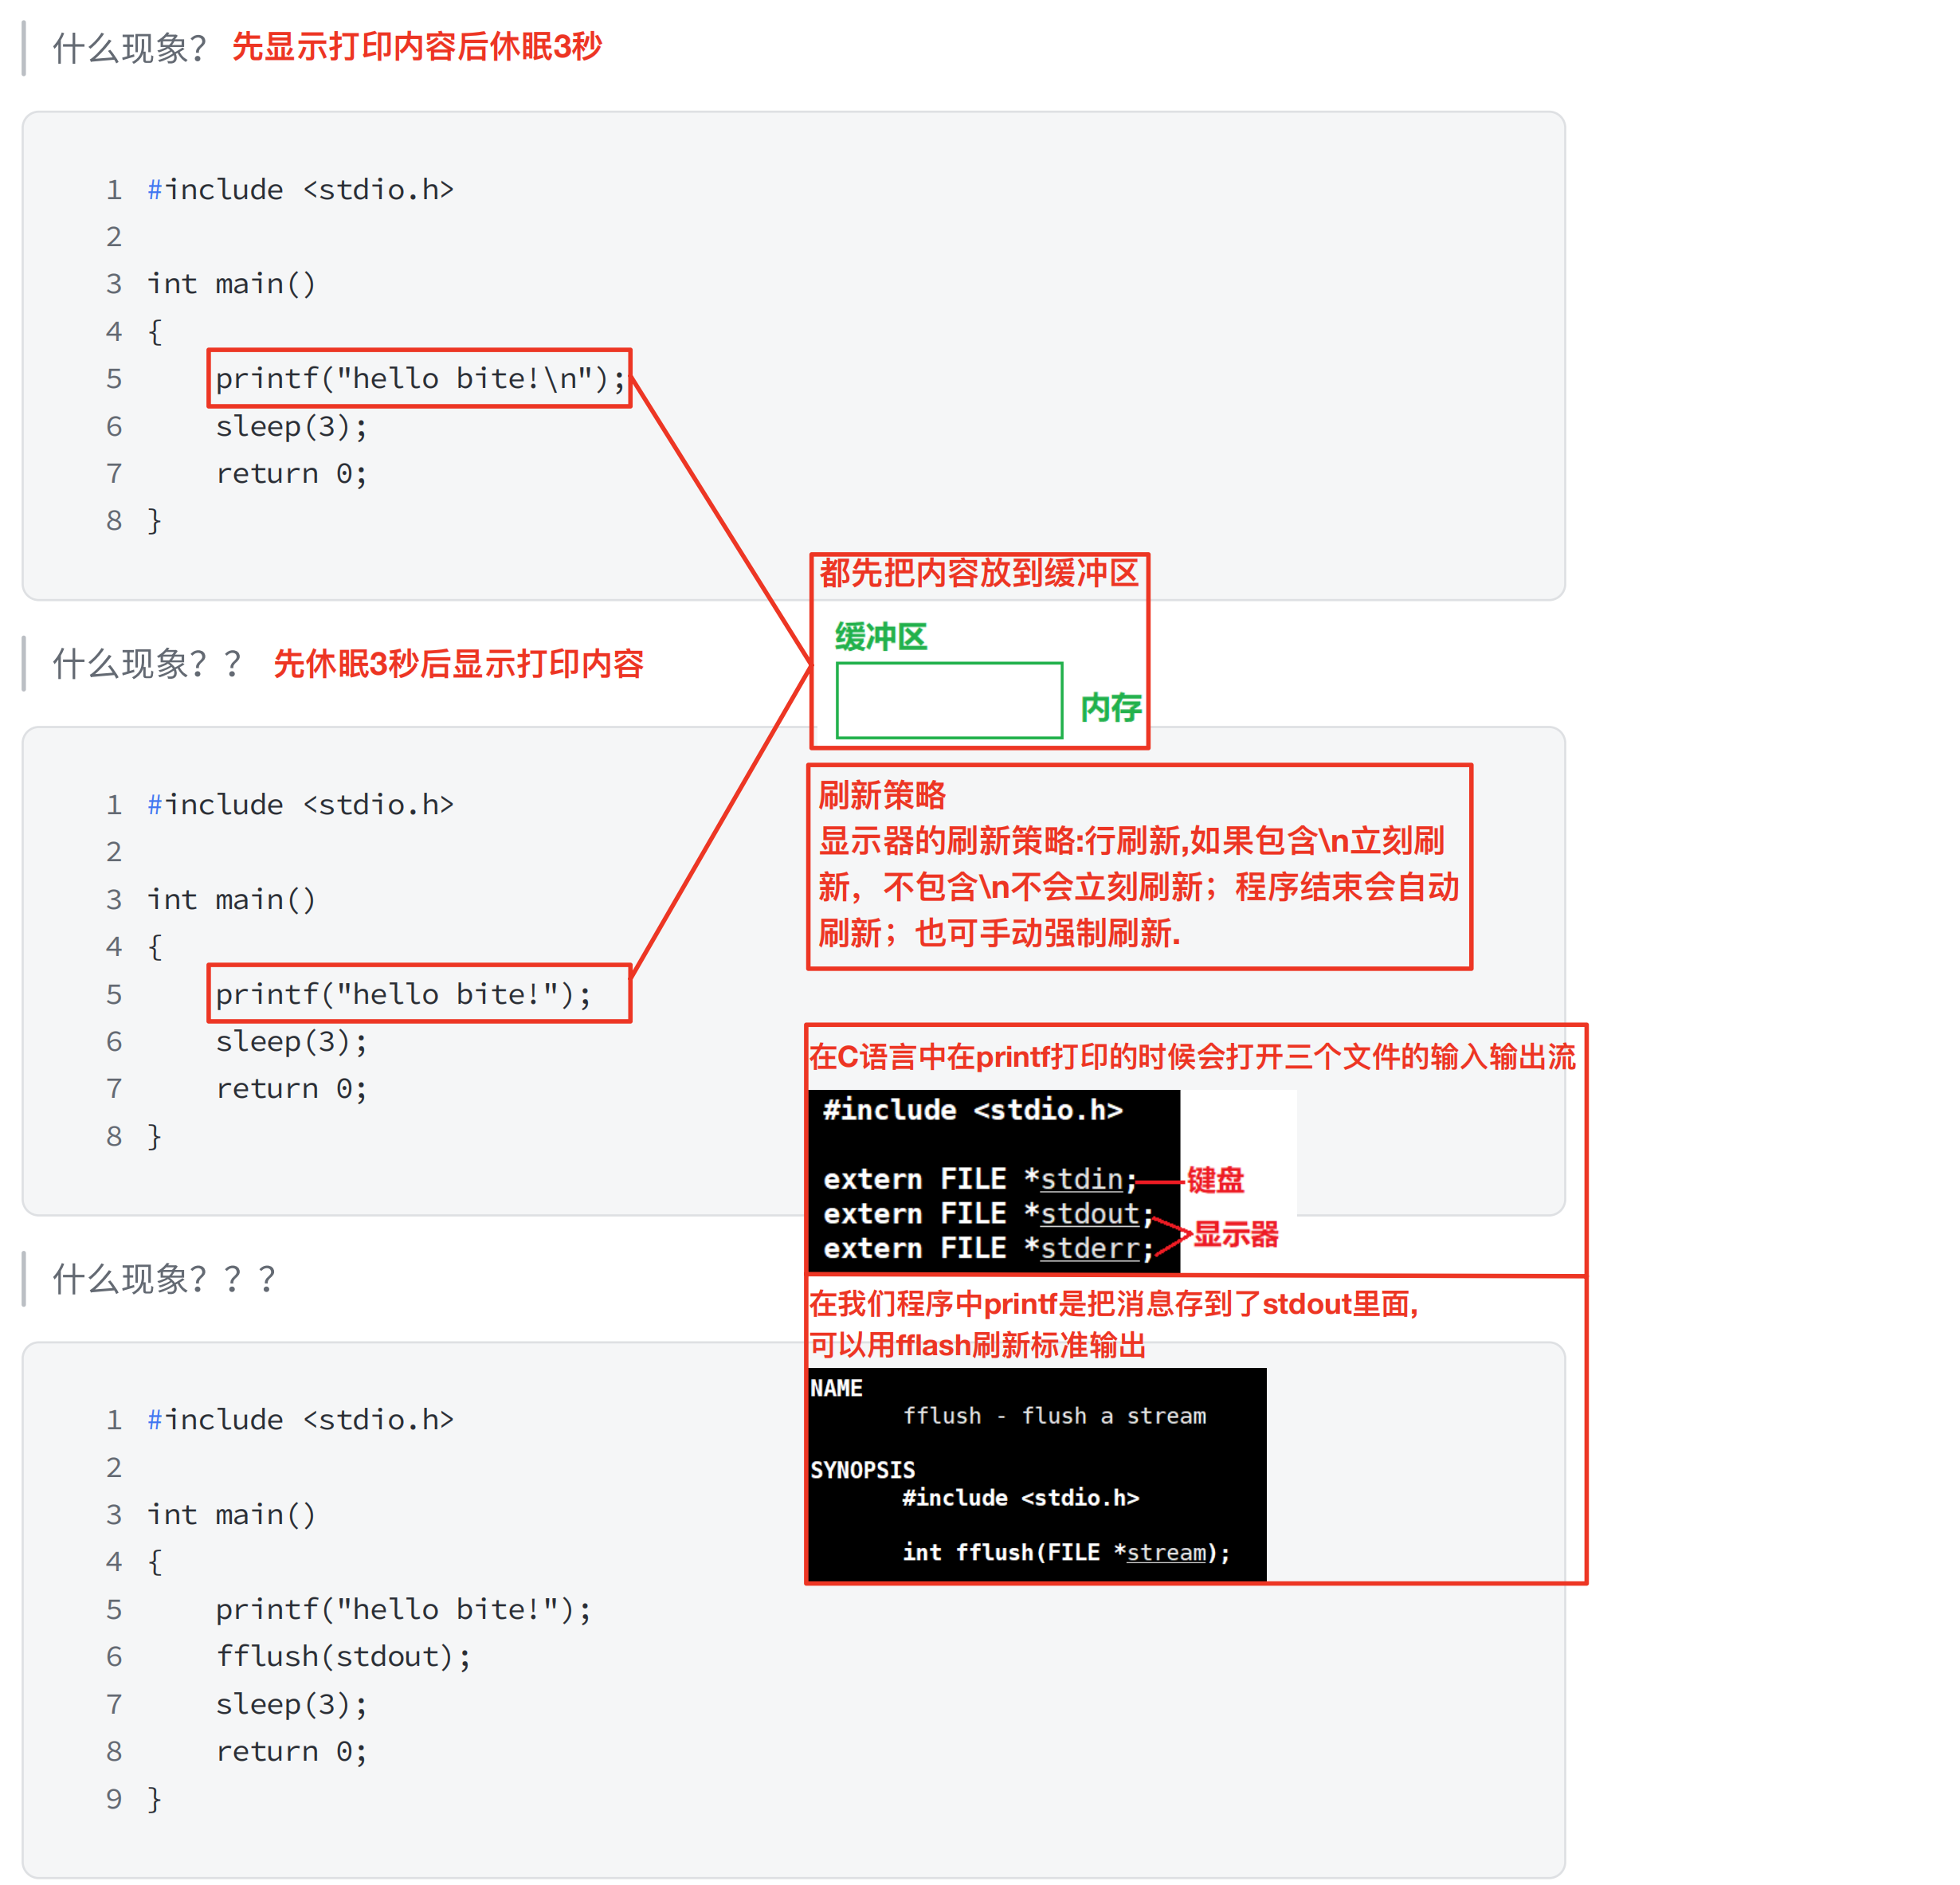 什么现象？ 先显示打印内容后休眠3秒
1 #include <stdio.h>
2
3 int main()
4 {
5     printf("hello bite!\n");
6     sleep(3);
7     return 0;
8 }
都先把内容放到缓冲区
缓冲区
内存
什么现象？？ 先休眠3秒后显示打印内容
1 #include <stdio.h>
2
3 int main()
4 {
5     printf("hello bite!");
6     sleep(3);
7     return 0;
8 }
刷新策略
显示器的刷新策略:行刷新,如果包含\n立刻刷
新，不包含\n不会立刻刷新；程序结束会自动
刷新；也可手动强制刷新.
在C语言中在printf打印的时候会打开三个文件的输入输出流
#include <stdio.h>
extern FILE *stdin; 键盘
extern FILE *stdout;
显示器
extern FILE *stderr;
在我们程序中printf是把消息存到了stdout里面,
可以用fflash刷新标准输出
NAME
fflush - flush a stream
SYNOPSIS
#include <stdio.h>
int fflush(FILE *stream);
什么现象？？？
1 #include <stdio.h>
2
3 int main()
4 {
5     printf("hello bite!");
6     fflush(stdout);
7     sleep(3);
8     return 0;
9 }